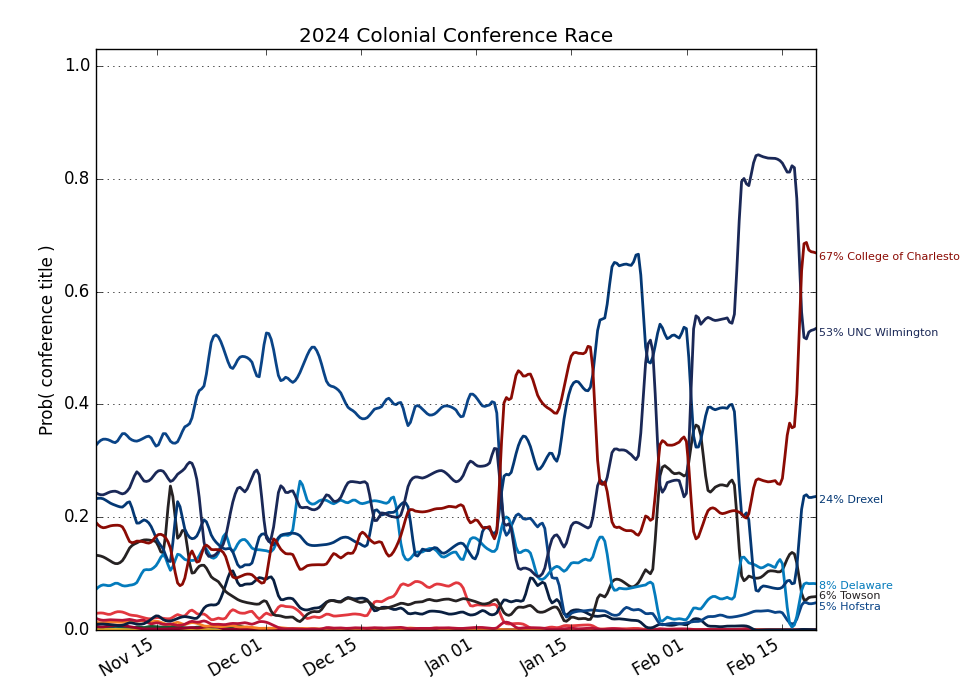 2024 Colonial Conference Race
1.0
0.8
0.6
0.4
0.2
0.0
Prob( conference title )
67% College of Charlesto
53% UNC Wilmington
24% Drexel
8% Delaware
6% Towson
5% Hofstra
Nov 15
Dec 01
Dec 15
Jan 01
Jan 15
Feb 01
Feb 15